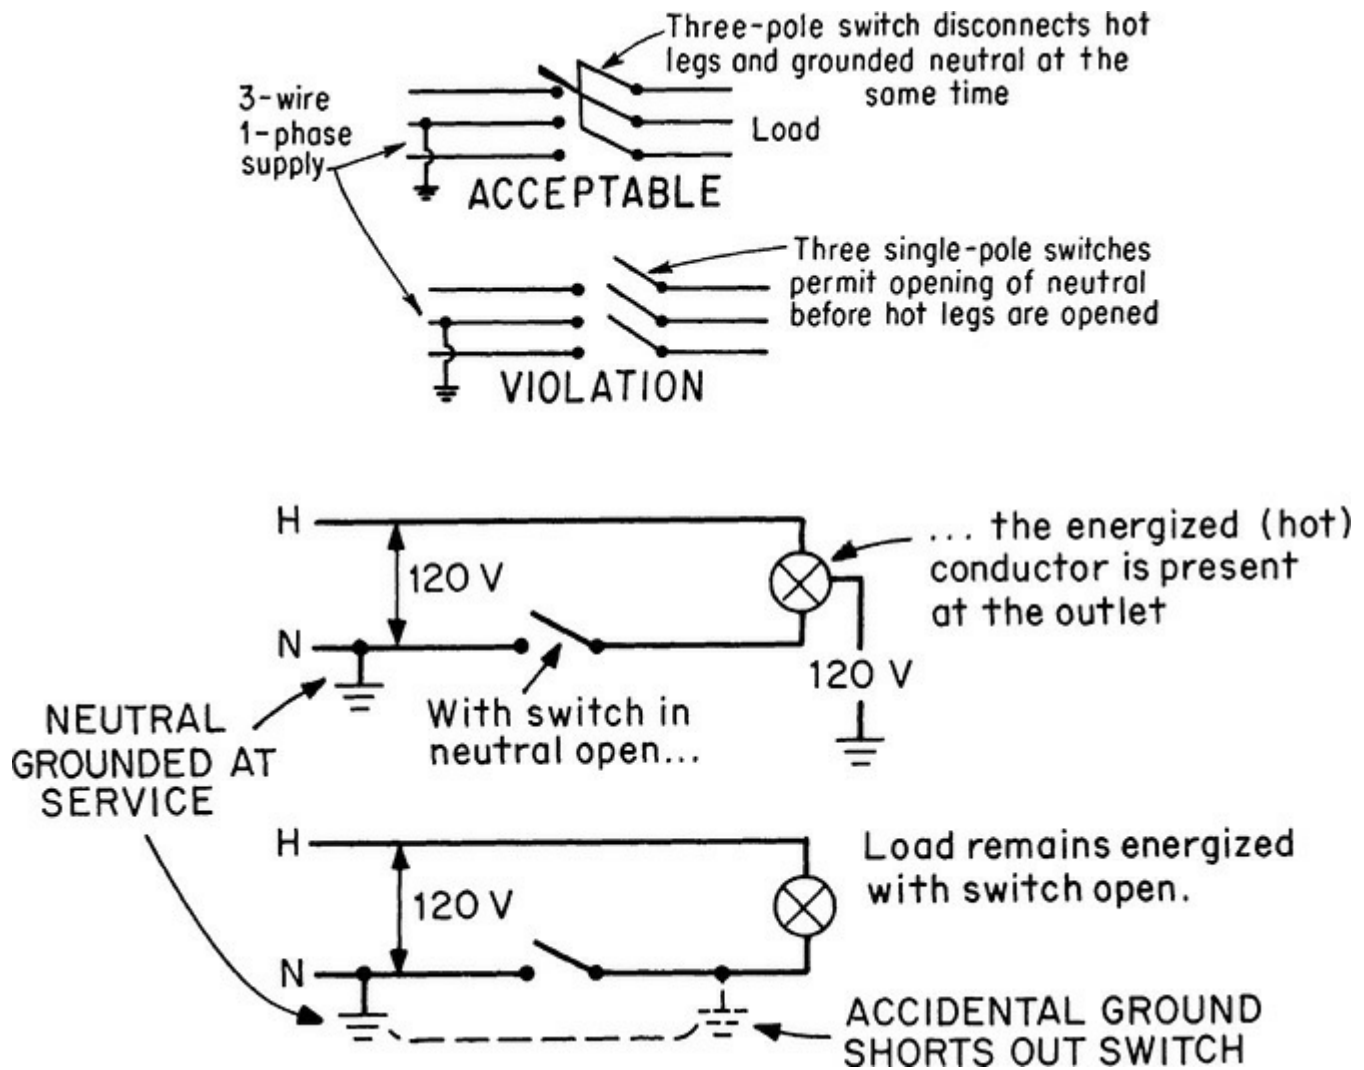 Three-pole switch disconnects hot
legs and grounded neutral at the
same time
3-wire
1-phase
supply
Load
ACCEPTABLE
Three single-pole switches
permit opening of neutral
before hot legs are opened
VIOLATION
H
120 V
N
... the energized (hot)
conductor is present
at the outlet
120 V
With switch in
neutral open...
NEUTRAL
GROUNDED AT
SERVICE
H
120 V
N
Load remains energized
with switch open.
ACCIDENTAL GROUND
SHORTS OUT SWITCH